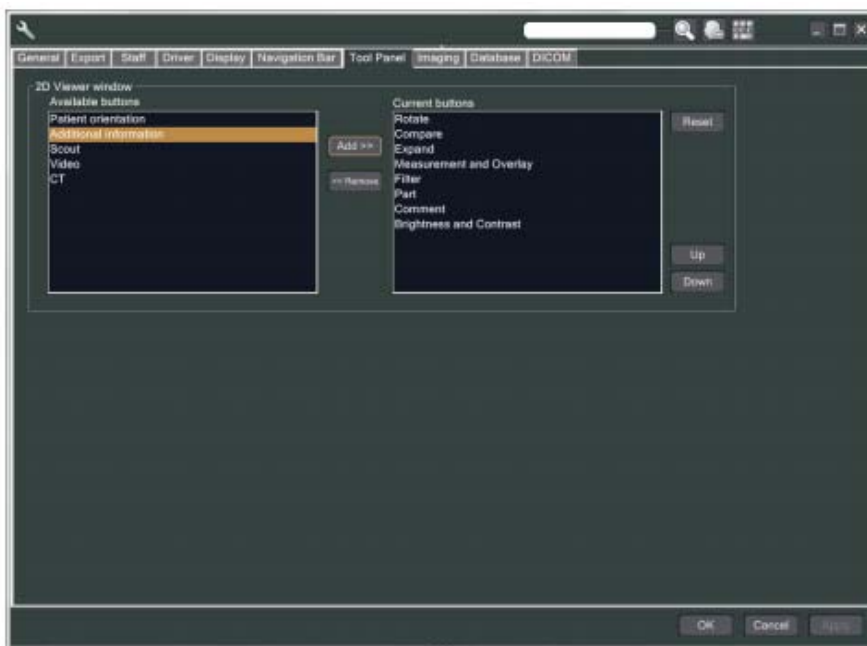 General Export Staff Driver Display Navigation Bar Tool Panel Imaging Database DICOM
2D Viewer window
Available buttons
Patient orientation
Additional information
Scout
Video
CT
Add >>
<< Remove
Current buttons
Rotate
Compare
Expand
Measurement and Overlay
Filter
Part
Comment
Brightness and Contrast
Reset
Up
Down
OK Cancel Apply